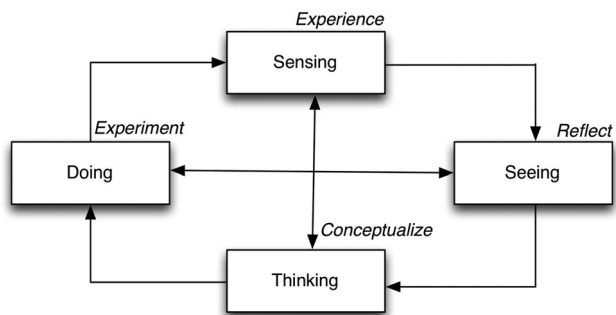 Experience
Sensing
Experiment
Reflect
Doing
Seeing
Conceptualize
Thinking